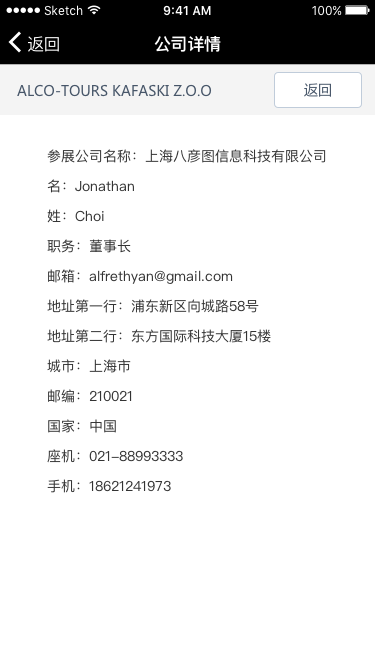 ●●●●● Sketch 9:41 AM 100%
返回 公司详情
ALCO-TOURS KAFASKI Z.O.O 返回
参展公司名称：上海八彦图信息科技有限公司
名：Jonathan
姓：Choi
职务：董事长
邮箱：alfrethyan@gmail.com
地址第一行：浦东新区向城路58号
地址第二行：东方国际科技大厦15楼
城市：上海市
邮编：210021
国家：中国
座机：021-88993333
手机：18621241973